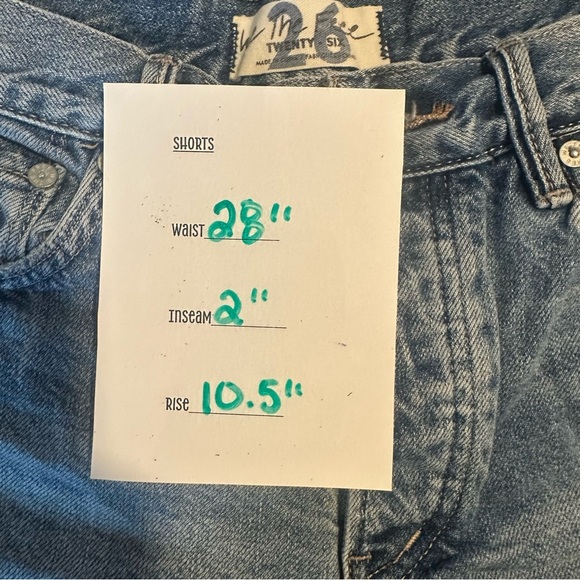 26
TWENTY - SIX
SHORTS
Waist 28"
Inseam 2"
Rise 10.5"